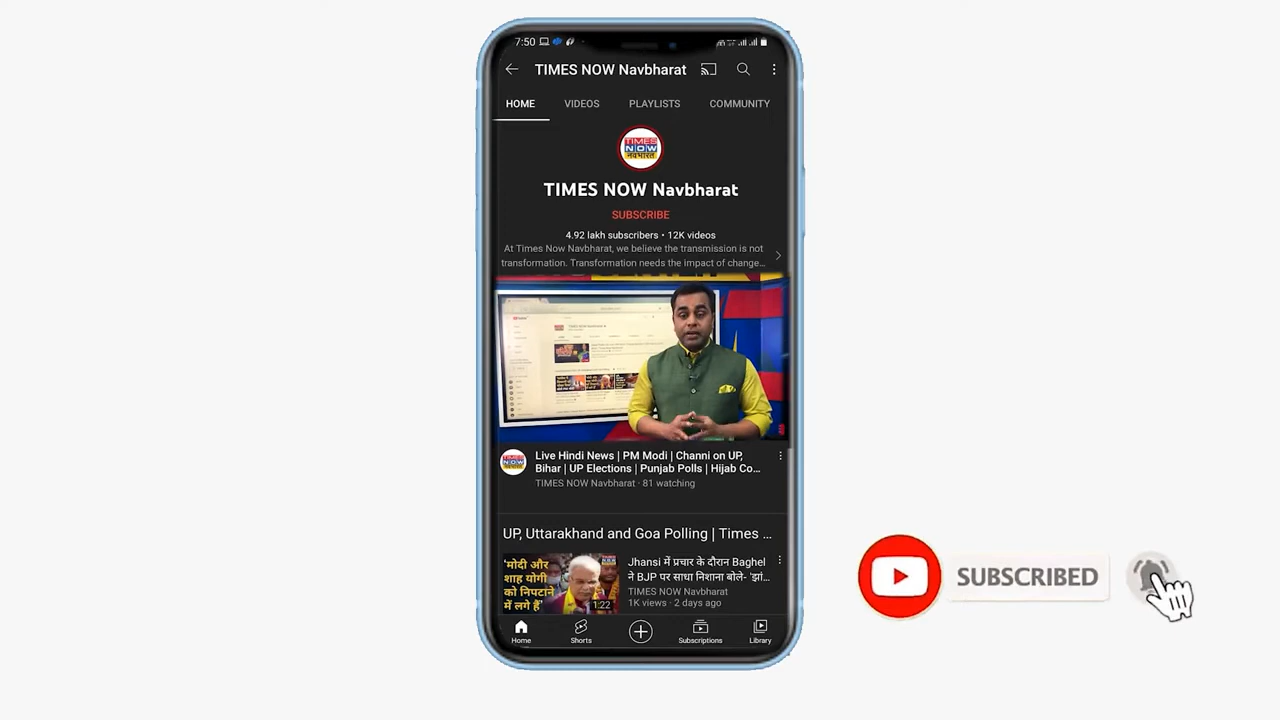 7:50
TIMES NOW Navbharat
HOME VIDEOS PLAYLISTS COMMUNITY
TIMES
NOW
नवभारत
TIMES NOW Navbharat
SUBSCRIBE
4.92 lakh subscribers • 12K videos
At Times Now Navbharat, we believe the transmission is not
transformation. Transformation needs the impact of change...
Live Hindi News | PM Modi | Channi on UP,
Bihar | UP Elections | Punjab Polls | Hijab Co...
TIMES NOW Navbharat · 81 watching
UP, Uttarakhand and Goa Polling | Times ...
'मोदी और
शाह योगी
को निपटाने
में लगे हैं'
1:22
Jhansi में प्रचार के दौरान Baghel
ने BJP पर साधा निशाना बोले- 'झां...
TIMES NOW Navbharat
1K views · 2 days ago
Home Shorts Subscriptions Library
SUBSCRIBED